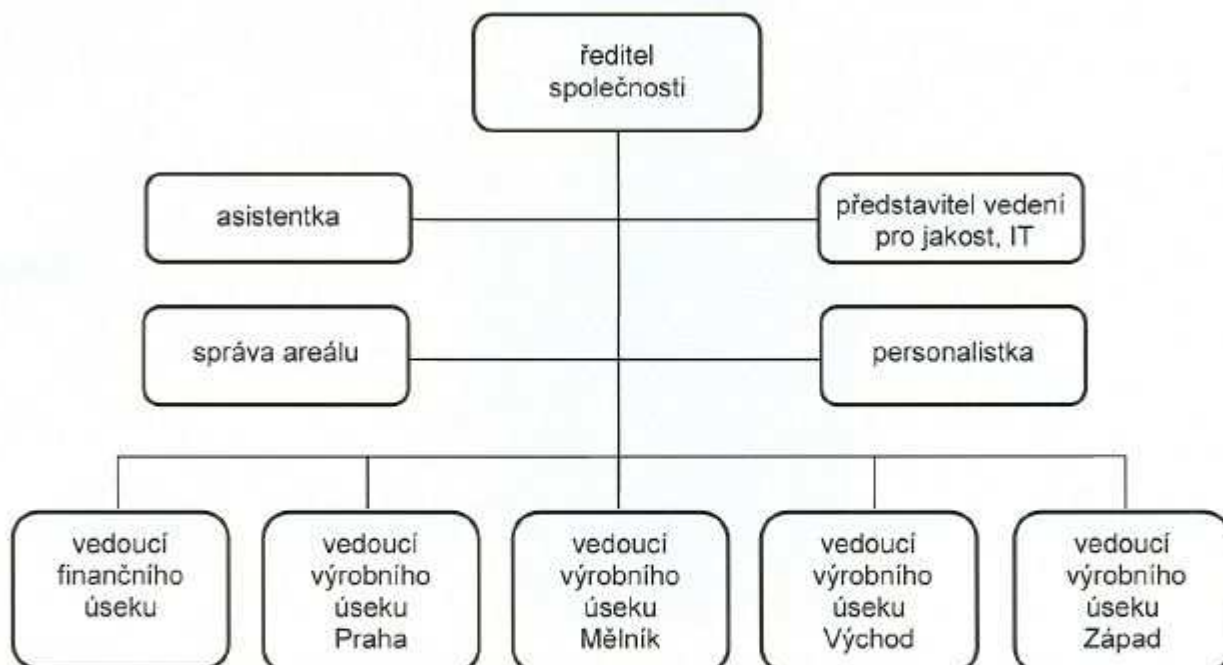 ředitel
společnosti
asistentka
představitel vedení
pro jakost, IT
správa areálu
personalistka
vedoucí
finančního
úseku
vedoucí
výrobního
úseku
Praha
vedoucí
výrobního
úseku
Mělník
vedoucí
výrobního
úseku
Východ
vedoucí
výrobního
úseku
Západ